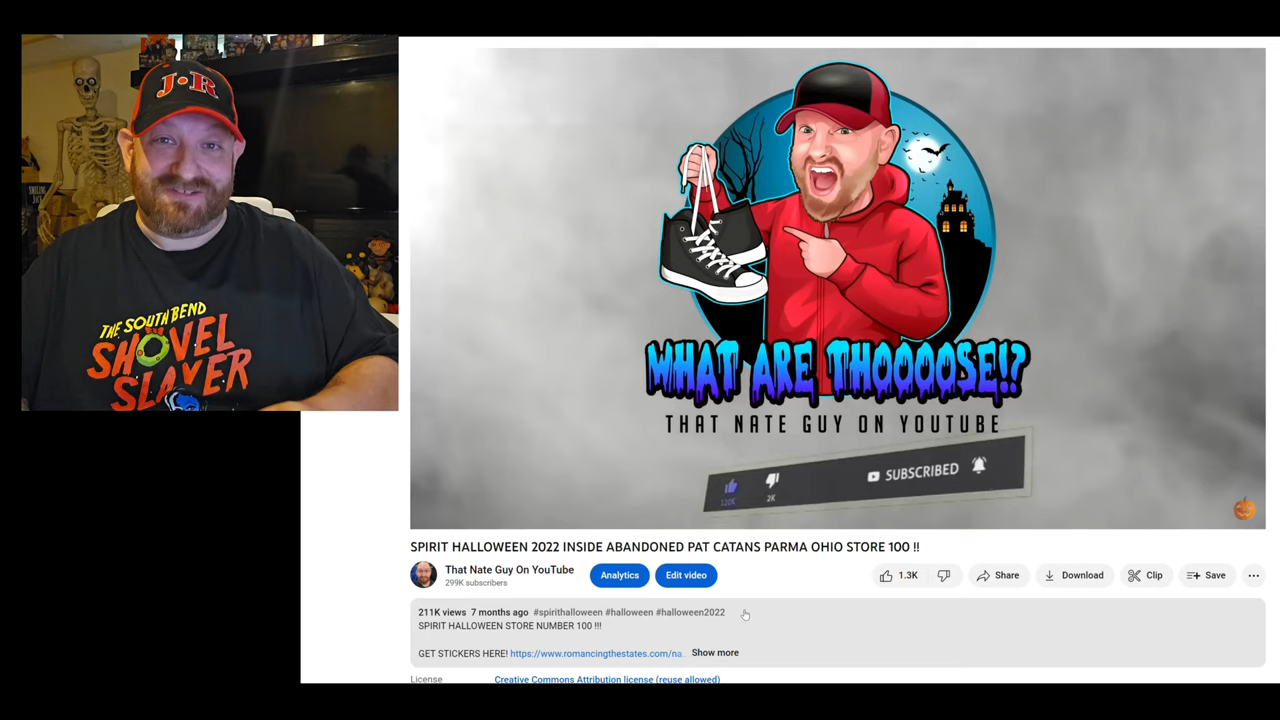 J·R
THE SOUTH BEND
SHOVEL
SLAYER
WHAT ARE THOOOOSE!?
THAT NATE GUY ON YOUTUBE
120K
2K
SUBSCRIBED
SPIRIT HALLOWEEN 2022 INSIDE ABANDONED PAT CATANS PARMA OHIO STORE 100 !!
That Nate Guy On YouTube
299K subscribers
Analytics
Edit video
1.3K
Share
Download
Clip
Save
211K views 7 months ago #spirithalloween #halloween #halloween2022
SPIRIT HALLOWEEN STORE NUMBER 100 !!!
GET STICKERS HERE! https://www.romancingthestates.com/na... Show more
License
Creative Commons Attribution license (reuse allowed)